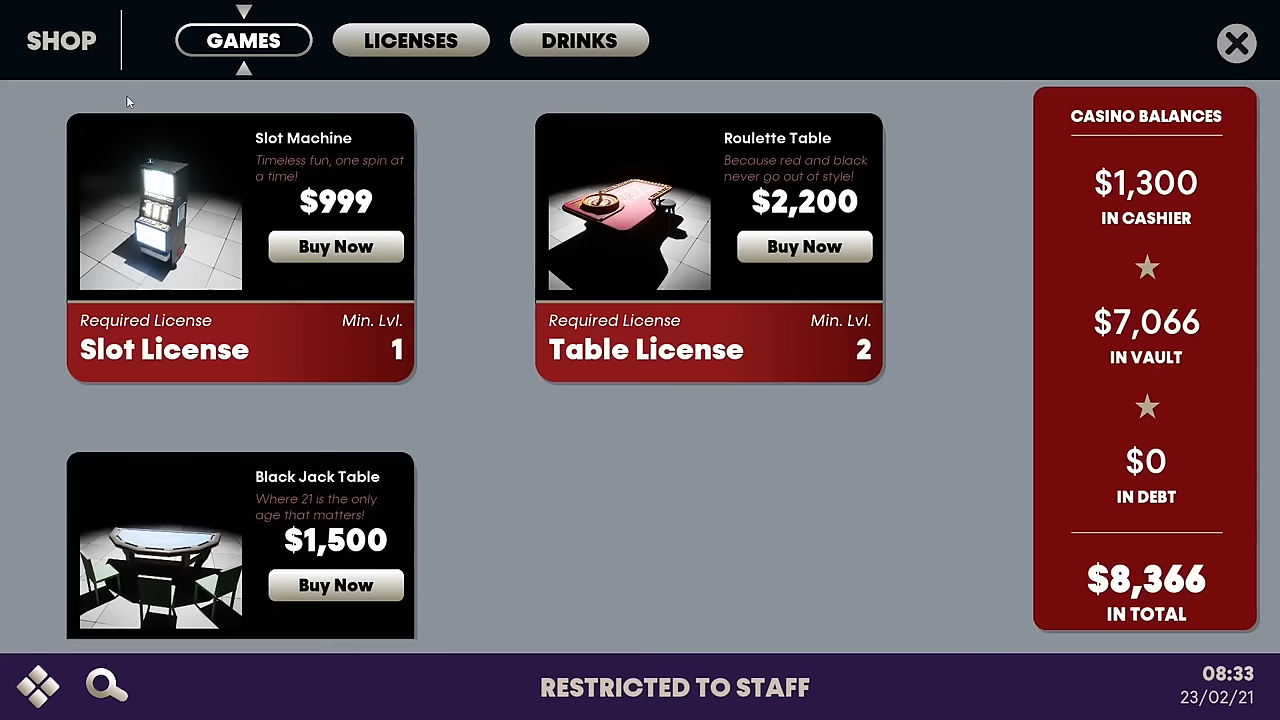 SHOP
GAMES
LICENSES
DRINKS
Slot Machine
Timeless fun, one spin at
a time!
$999
Buy Now
Required License
Min. Lvl.
Slot License
1
Roulette Table
Because red and black
never go out of style!
$2,200
Buy Now
Required License
Min. Lvl.
Table License
2
Black Jack Table
Where 21 is the only
age that matters!
$1,500
Buy Now
CASINO BALANCES
$1,300
IN CASHIER
$7,066
IN VAULT
$0
IN DEBT
$8,366
IN TOTAL
RESTRICTED TO STAFF
08:33
23/02/21